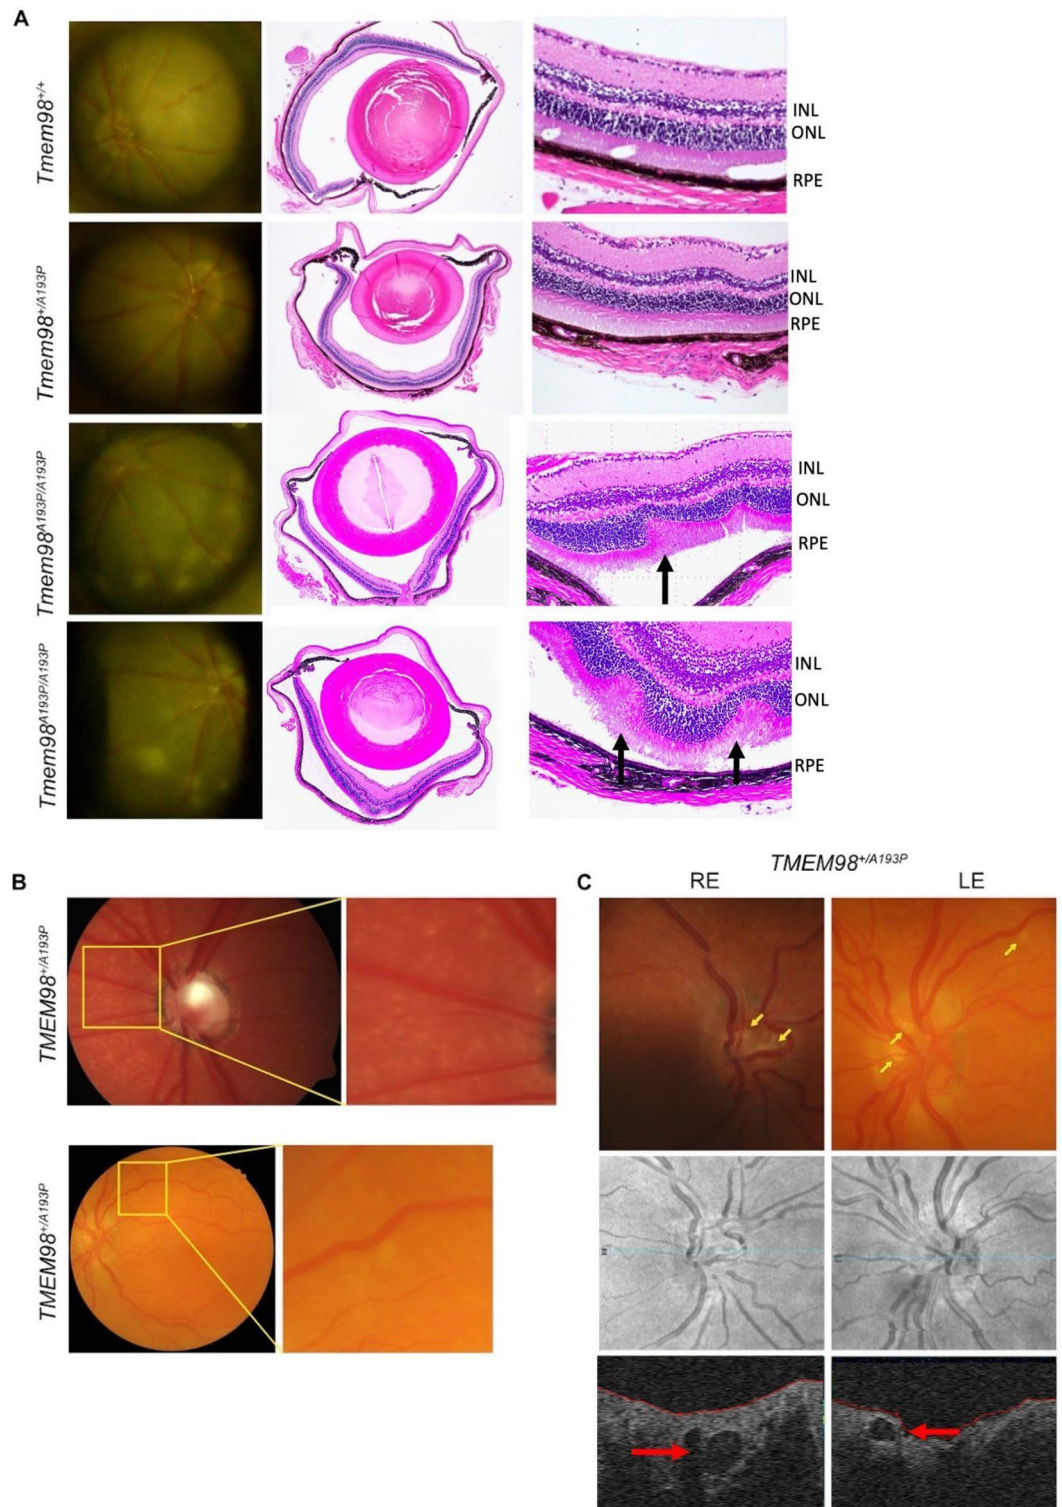 A
Tmem98+/+
INL
ONL
RPE
Tmem98+/A193P
INL
ONL
RPE
Tmem98A193P/A193P
INL
ONL
RPE
Tmem98A193P/A193P
INL
ONL
RPE
B
TMEM98+/A193P
TMEM98+/A193P
C
TMEM98+/A193P
RE
LE